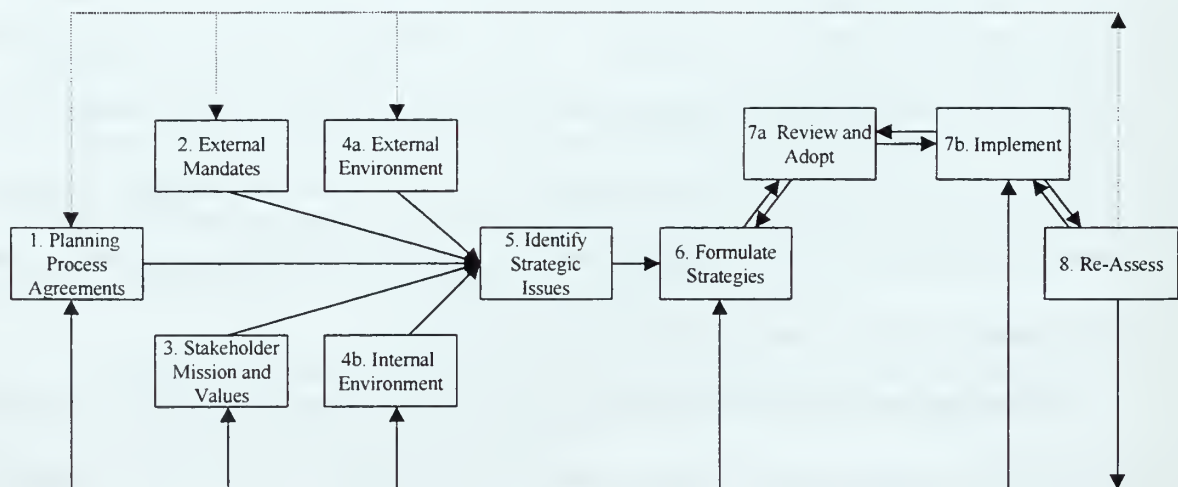 1. Planning
Process
Agreements
2. External
Mandates
3. Stakeholder
Mission and
Values
4a. External
Environment
4b. Internal
Environment
5. Identify
Strategic
Issues
6. Formulate
Strategies
7a Review and
Adopt
7b. Implement
8. Re-Assess